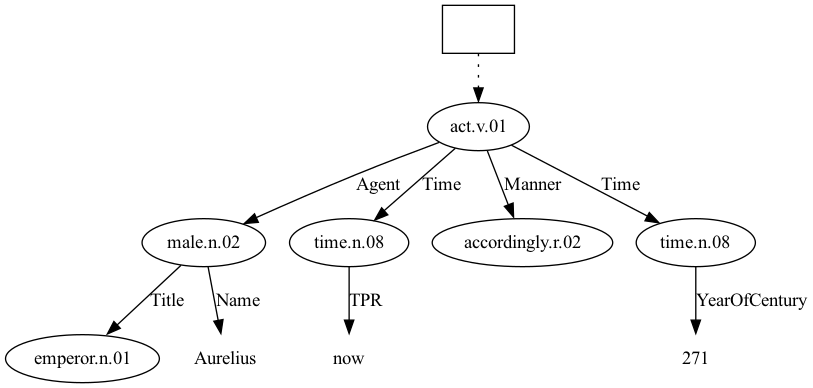 act.v.01
Agent Time Manner Time
male.n.02 time.n.08 accordingly.r.02 time.n.08
Title Name TPR YearOfCentury
emperor.n.01 Aurelius now 271